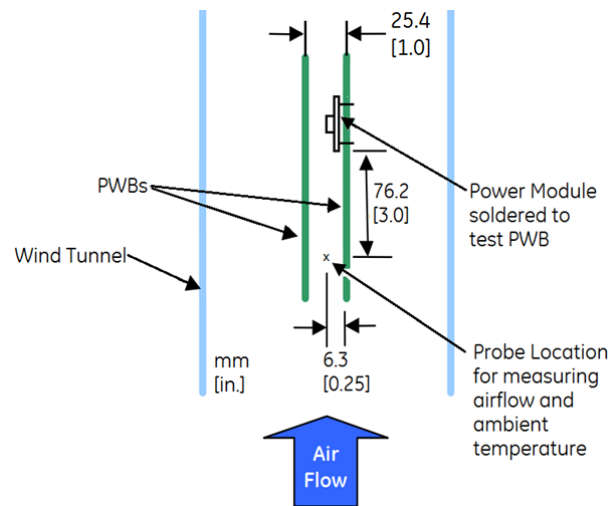 25.4
[1.0]
PWBs
76.2
[3.0]
Power Module
soldered to
test PWB
Wind Tunnel
x
mm
[in.]
6.3
[0.25]
Probe Location
for measuring
airflow and
ambient
temperature
Air
Flow